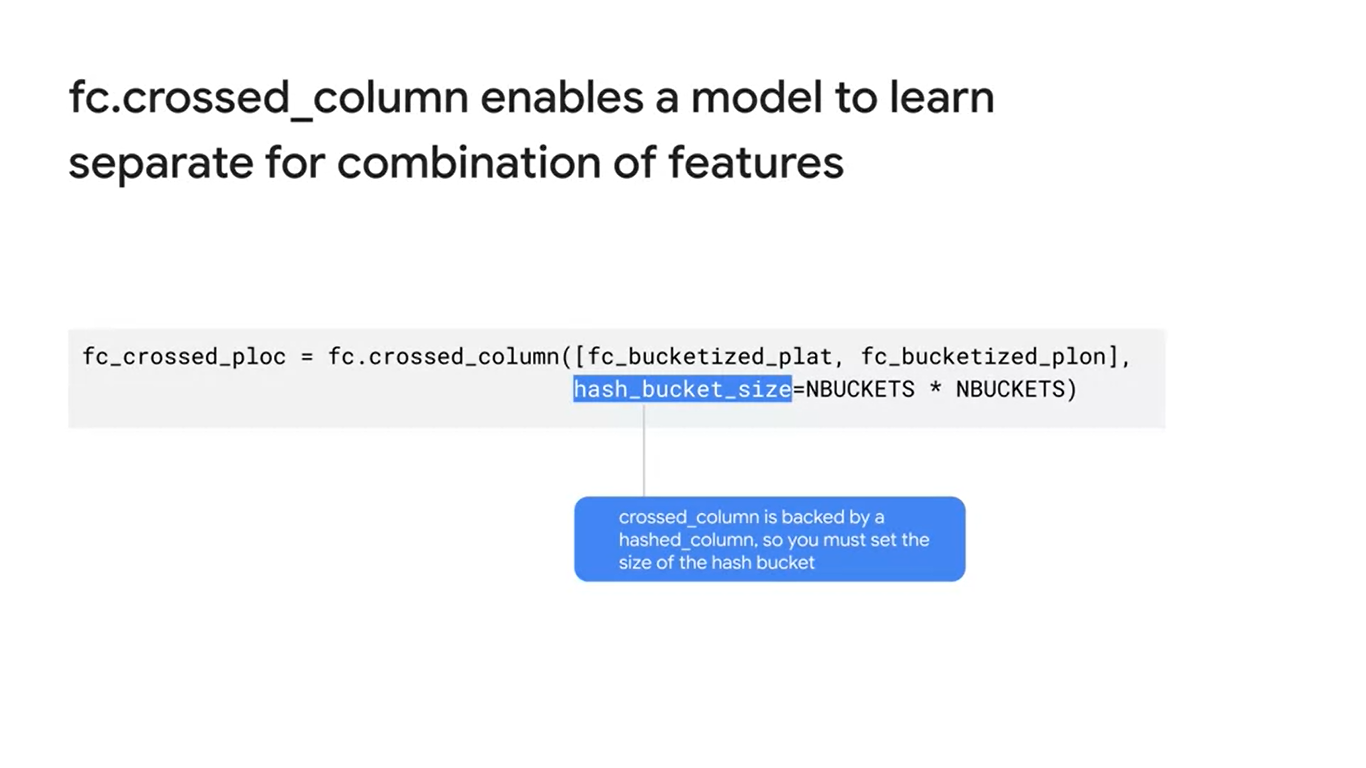 fc.crossed_column enables a model to learn
separate for combination of features
fc_crossed_ploc = fc.crossed_column([fc_bucketized_plat, fc_bucketized_plon],
hash_bucket_size=NBUCKETS * NBUCKETS)
crossed_column is backed by a
hashed_column, so you must set the
size of the hash bucket